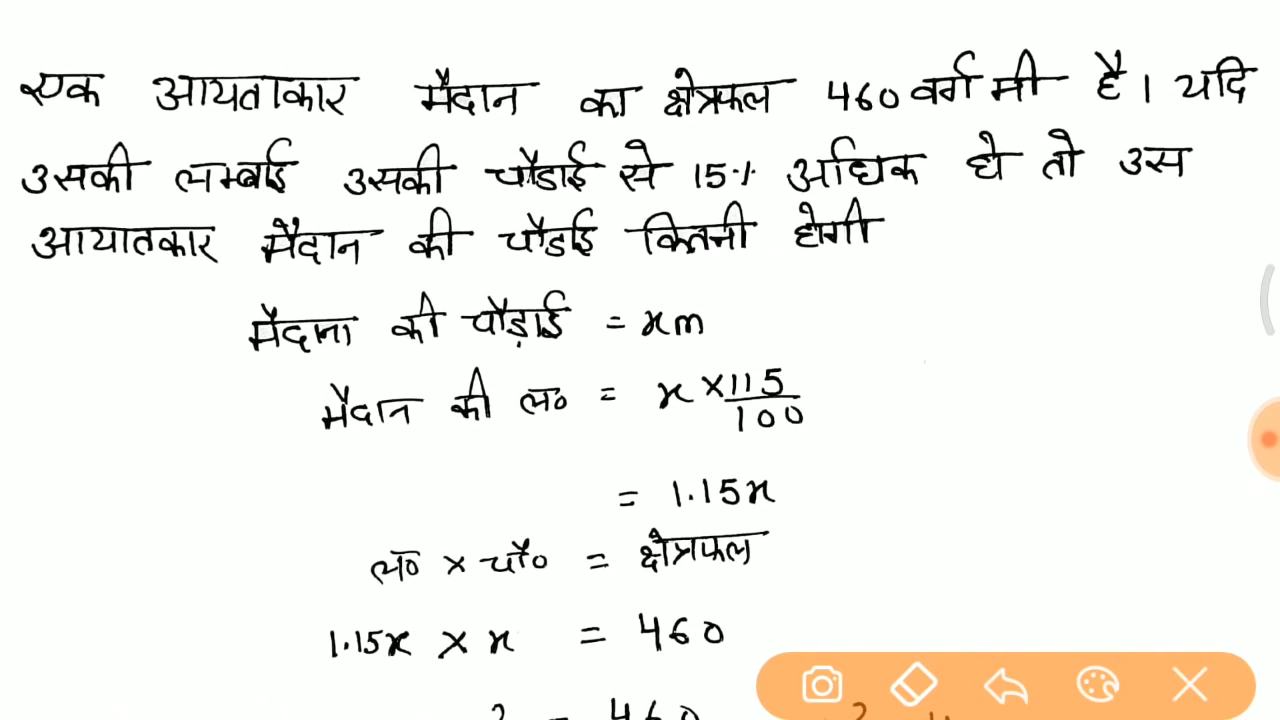 एक आयताकार मैदान का क्षेत्रफल 460 वर्ग मी है। यदि
उसकी लम्बाई उसकी चौडाई से 15% अधिक है तो उस
आयातकार मैदान की चौडाई कितनी होगी
मैदाना की चौड़ाई = x m
मैदान की ल० = x × 115/100
= 1.15x
ल० × चौ० = क्षेत्रफल
1.15x × x = 460